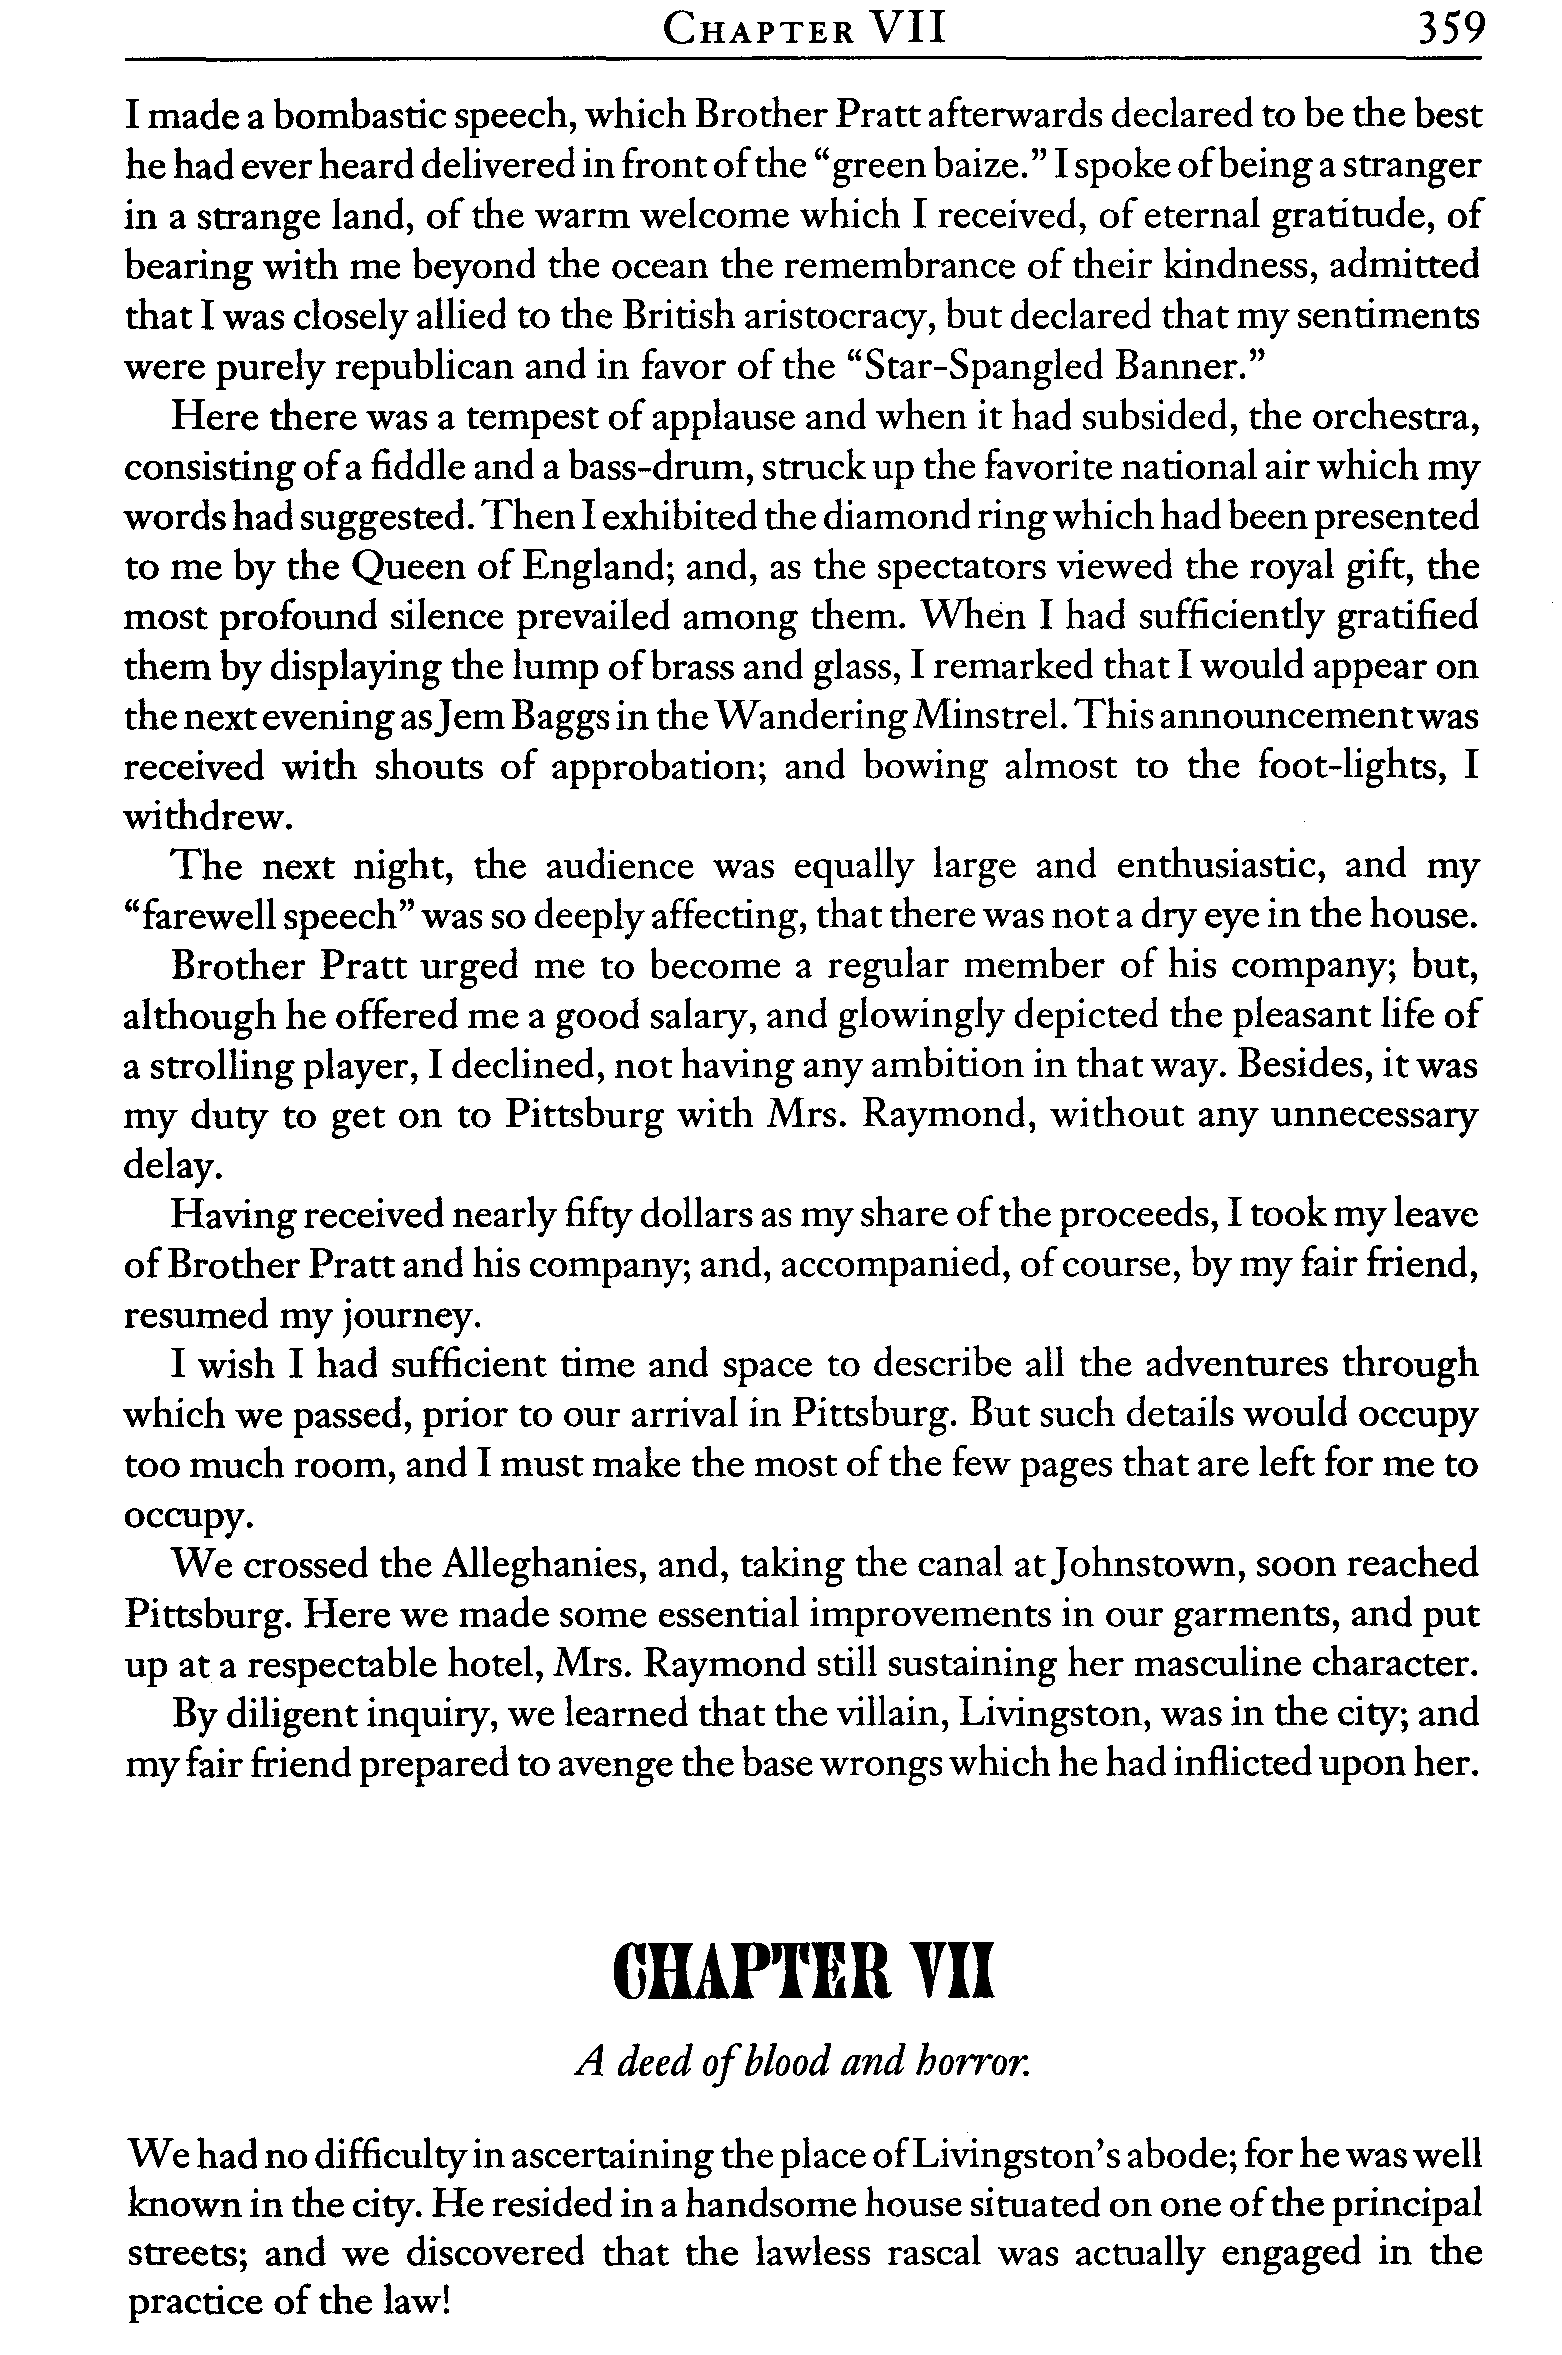 CHAPTER VII 359
I made a bombastic speech, which Brother Pratt afterwards declared to be the best
he had ever heard delivered in front of the “green baize.” I spoke of being a stranger
in a strange land, of the warm welcome which I received, of eternal gratitude, of
bearing with me beyond the ocean the remembrance of their kindness, admitted
that I was closely allied to the British aristocracy, but declared that my sentiments
were purely republican and in favor of the “Star-Spangled Banner.”
Here there was a tempest of applause and when it had subsided, the orchestra,
consisting of a fiddle and a bass-drum, struck up the favorite national air which my
words had suggested. Then I exhibited the diamond ring which had been presented
to me by the Queen of England; and, as the spectators viewed the royal gift, the
most profound silence prevailed among them. When I had sufficiently gratified
them by displaying the lump of brass and glass, I remarked that I would appear on
the next evening as Jem Baggs in the Wandering Minstrel. This announcement was
received with shouts of approbation; and bowing almost to the foot-lights, I
withdrew.
The next night, the audience was equally large and enthusiastic, and my
“farewell speech” was so deeply affecting, that there was not a dry eye in the house.
Brother Pratt urged me to become a regular member of his company; but,
although he offered me a good salary, and glowingly depicted the pleasant life of
a strolling player, I declined, not having any ambition in that way. Besides, it was
my duty to get on to Pittsburg with Mrs. Raymond, without any unnecessary
delay.
Having received nearly fifty dollars as my share of the proceeds, I took my leave
of Brother Pratt and his company; and, accompanied, of course, by my fair friend,
resumed my journey.
I wish I had sufficient time and space to describe all the adventures through
which we passed, prior to our arrival in Pittsburg. But such details would occupy
too much room, and I must make the most of the few pages that are left for me to
occupy.
We crossed the Alleghanies, and, taking the canal at Johnstown, soon reached
Pittsburg. Here we made some essential improvements in our garments, and put
up at a respectable hotel, Mrs. Raymond still sustaining her masculine character.
By diligent inquiry, we learned that the villain, Livingston, was in the city; and
my fair friend prepared to avenge the base wrongs which he had inflicted upon her.
CHAPTER VII
A deed of blood and horror.
We had no difficulty in ascertaining the place of Livingston’s abode; for he was well
known in the city. He resided in a handsome house situated on one of the principal
streets; and we discovered that the lawless rascal was actually engaged in the
practice of the law!